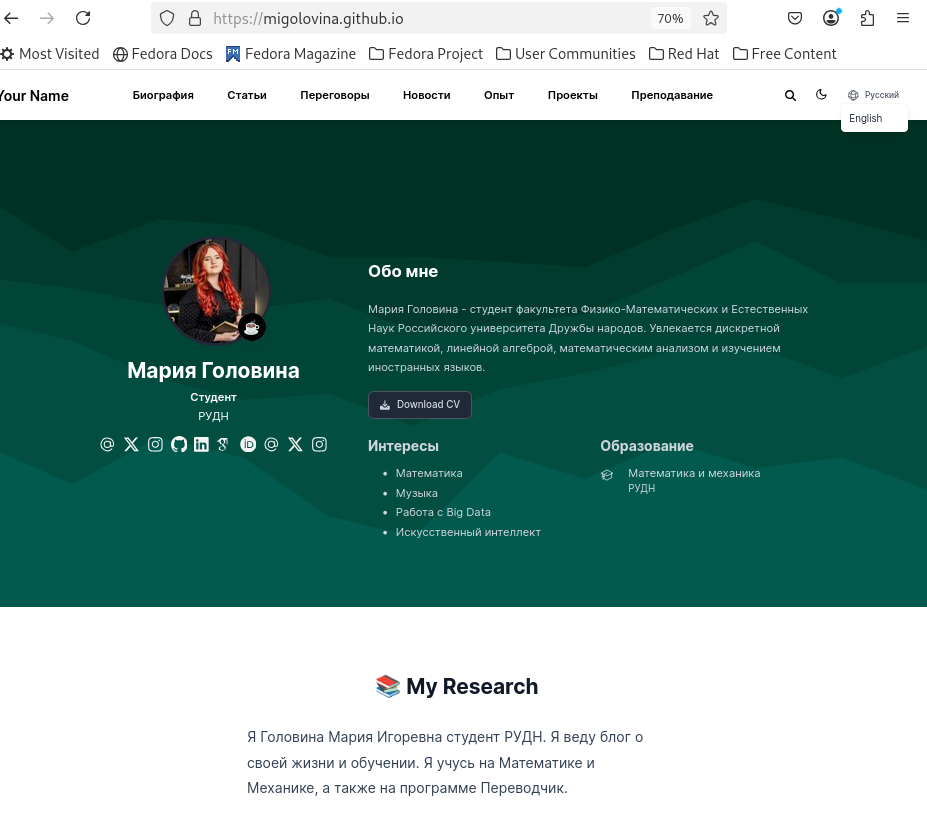 https://migolovina.github.io
70%
Most Visited Fedora Docs FM Fedora Magazine Fedora Project User Communities Red Hat Free Content
Your Name Биография Статьи Переговоры Новости Опыт Проекты Преподавание Русский
English
Обо мне
Мария Головина - студент факультета Физико-Математических и Естественных
Наук Российского университета Дружбы народов. Увлекается дискретной
математикой, линейной алгеброй, математическим анализом и изучением
иностранных языков.
Мария Головина
Студент
РУДН
Download CV
Интересы
Математика
Музыка
Работа с Big Data
Искусственный интеллект
Образование
Математика и механика
РУДН
My Research
Я Головина Мария Игоревна студент РУДН. Я веду блог о
своей жизни и обучении. Я учусь на Математике и
Механике, а также на программе Переводчик.